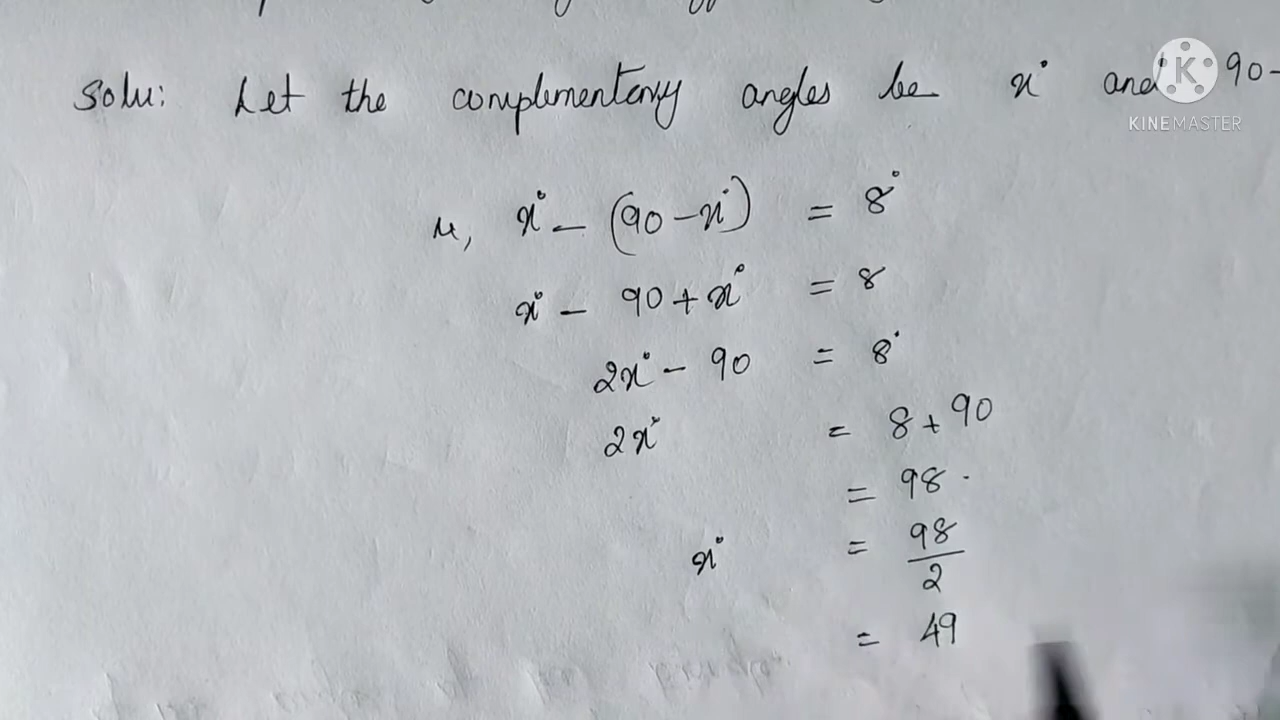 Solu: Let the complementary angles be x° and 90-
x° - (90 - x°) = 8°
x° - 90 + x° = 8
2x° - 90 = 8°
2x° = 8 + 90
= 98.
x° = 98/2
= 49
K
KINEMASTER